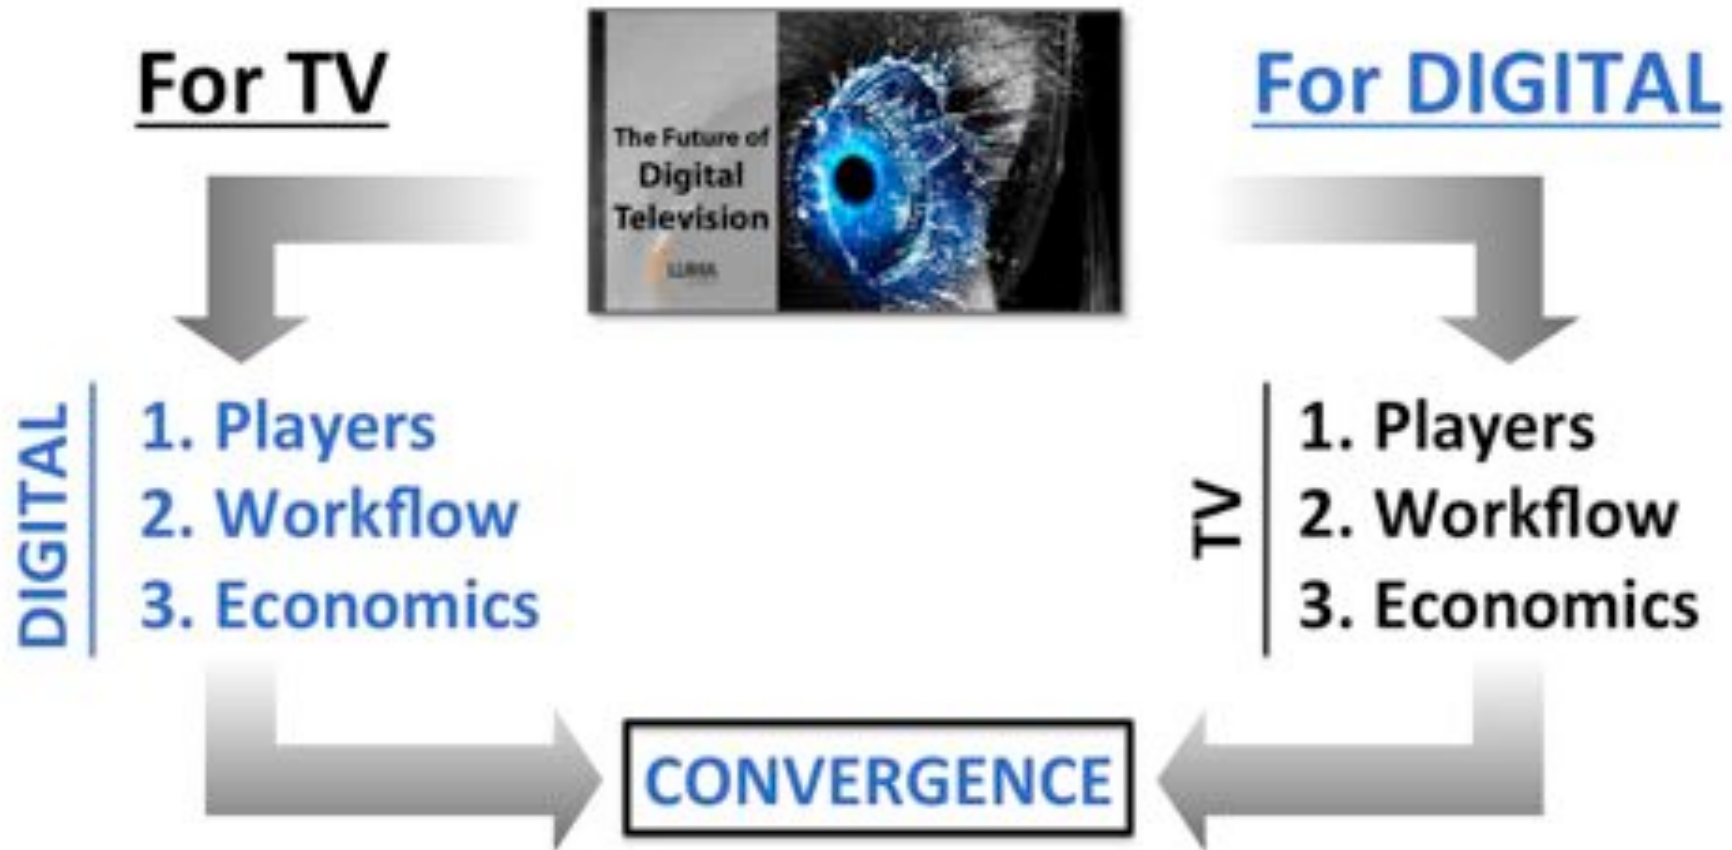 For TV
The Future of
Digital
Television
LUMA
For DIGITAL
DIGITAL
1. Players
2. Workflow
3. Economics
TV
1. Players
2. Workflow
3. Economics
CONVERGENCE